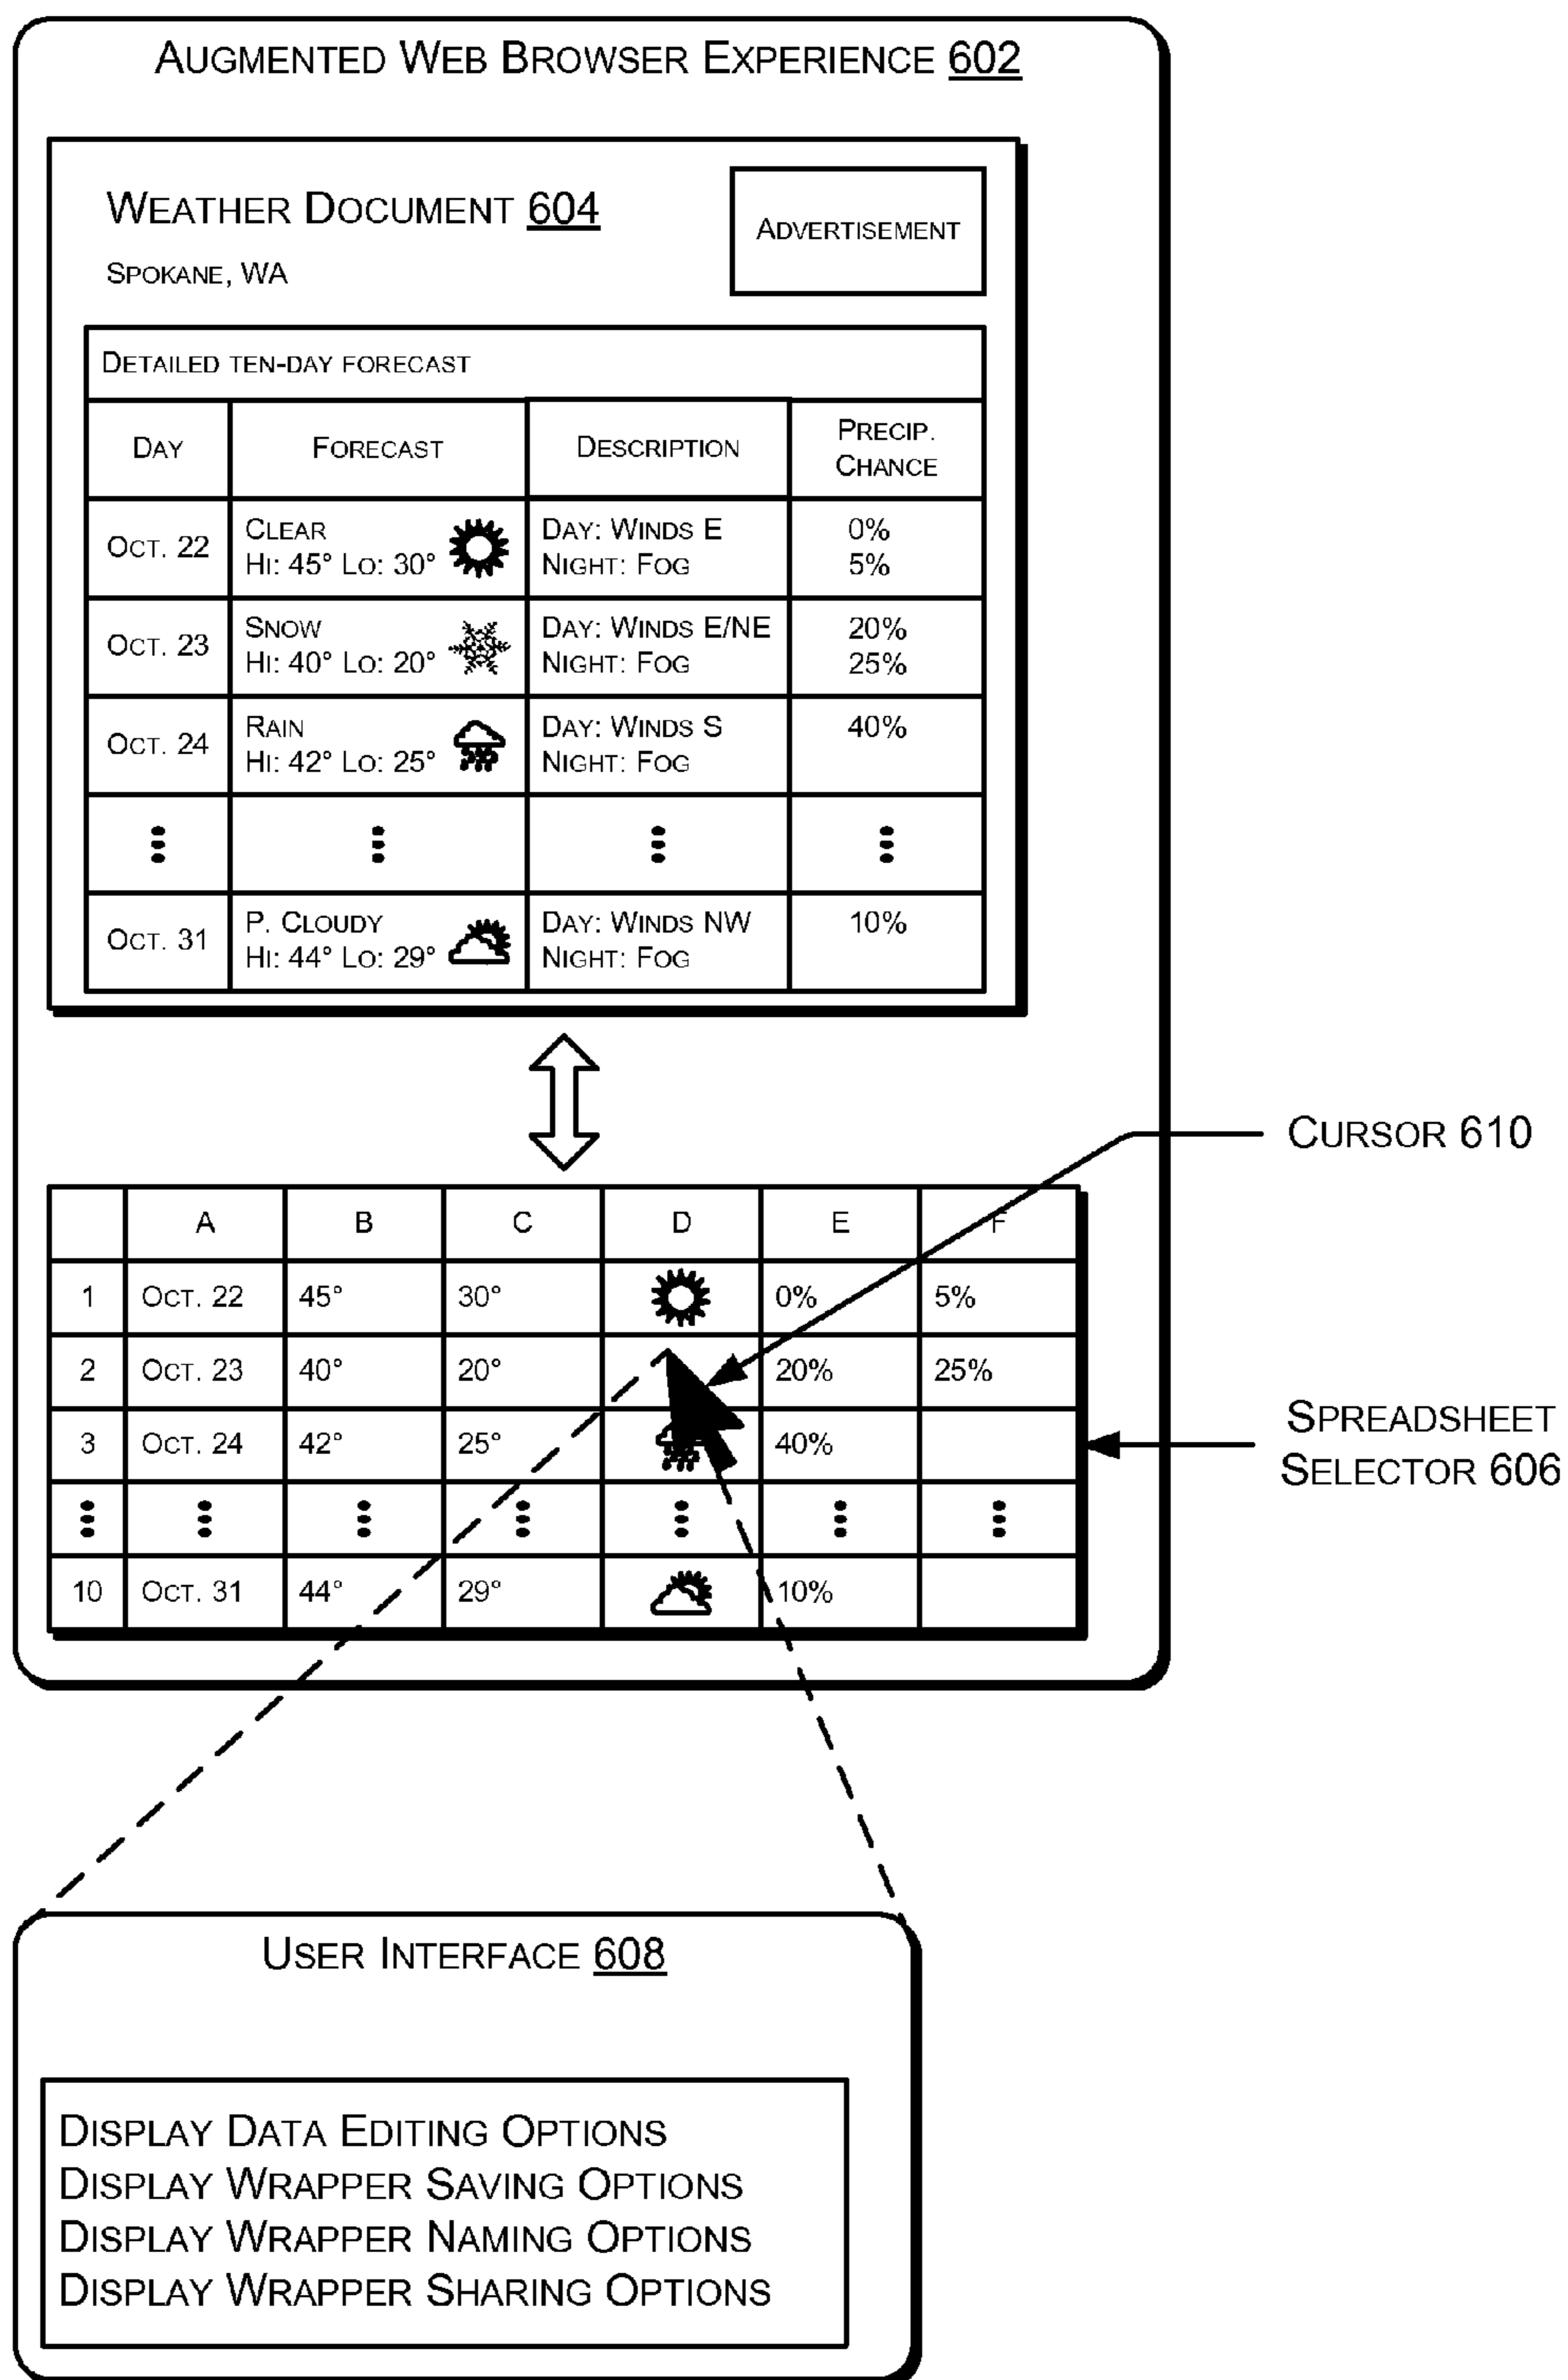 AUGMENTED WEB BROWSER EXPERIENCE 602
WEATHER DOCUMENT 604
SPOKANE, WA
ADVERTISEMENT
DETAILED TEN-DAY FORECAST
DAY FORECAST DESCRIPTION PRECIP. CHANCE
OCT. 22
CLEAR
HI: 45° LO: 30°
DAY: WINDS E
NIGHT: FOG
0%
5%
OCT. 23
SNOW
HI: 40° LO: 20°
DAY: WINDS E/NE
NIGHT: FOG
20%
25%
OCT. 24
RAIN
HI: 42° LO: 25°
DAY: WINDS S
NIGHT: FOG
40%
OCT. 31
P. CLOUDY
HI: 44° LO: 29°
DAY: WINDS NW
NIGHT: FOG
10%
CURSOR 610
A B C D E F
1 OCT. 22 45° 30° 0% 5%
2 OCT. 23 40° 20° 20% 25%
3 OCT. 24 42° 25° 40%
10 OCT. 31 44° 29° 10%
SPREADSHEET
SELECTOR 606
USER INTERFACE 608
DISPLAY DATA EDITING OPTIONS
DISPLAY WRAPPER SAVING OPTIONS
DISPLAY WRAPPER NAMING OPTIONS
DISPLAY WRAPPER SHARING OPTIONS